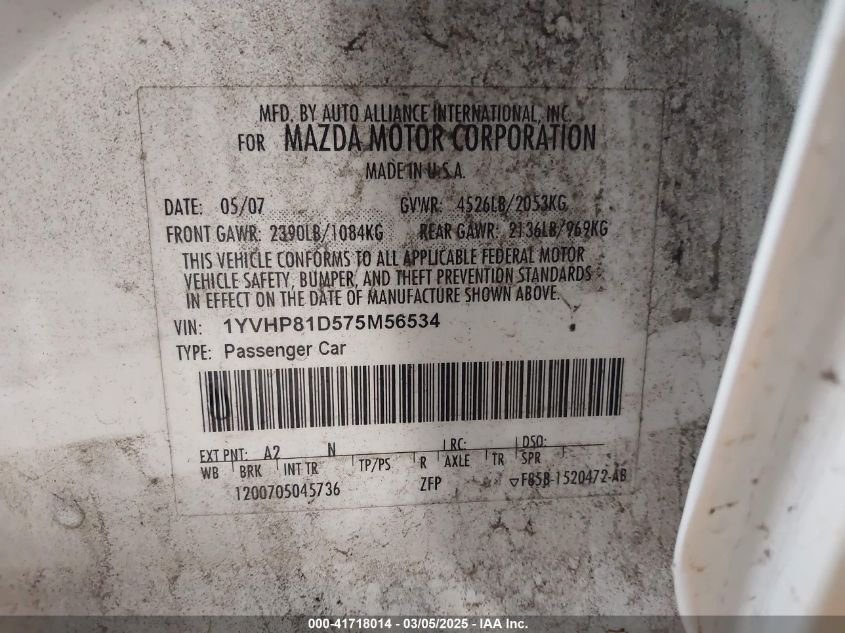 MFD. BY AUTO ALLIANCE INTERNATIONAL, INC.
FOR MAZDA MOTOR CORPORATION
MADE IN U.S.A.
DATE: 05/07 GVWR: 4526LB/2053KG
FRONT GAWR: 2390LB/1084KG REAR GAWR: 2136LB/969KG
THIS VEHICLE CONFORMS TO ALL APPLICABLE FEDERAL MOTOR
VEHICLE SAFETY, BUMPER, AND THEFT PREVENTION STANDARDS
IN EFFECT ON THE DATE OF MANUFACTURE SHOWN ABOVE.
VIN: 1YVHP81D575M56534
TYPE: Passenger Car
EXT PNT: A2 N RC: DSO:
WB BRK INT TR TP/PS R AXLE TR SPR
1200705045736 ZFP ▽F85B-1520472-AB
000-41718014 - 03/05/2025 - IAA Inc.